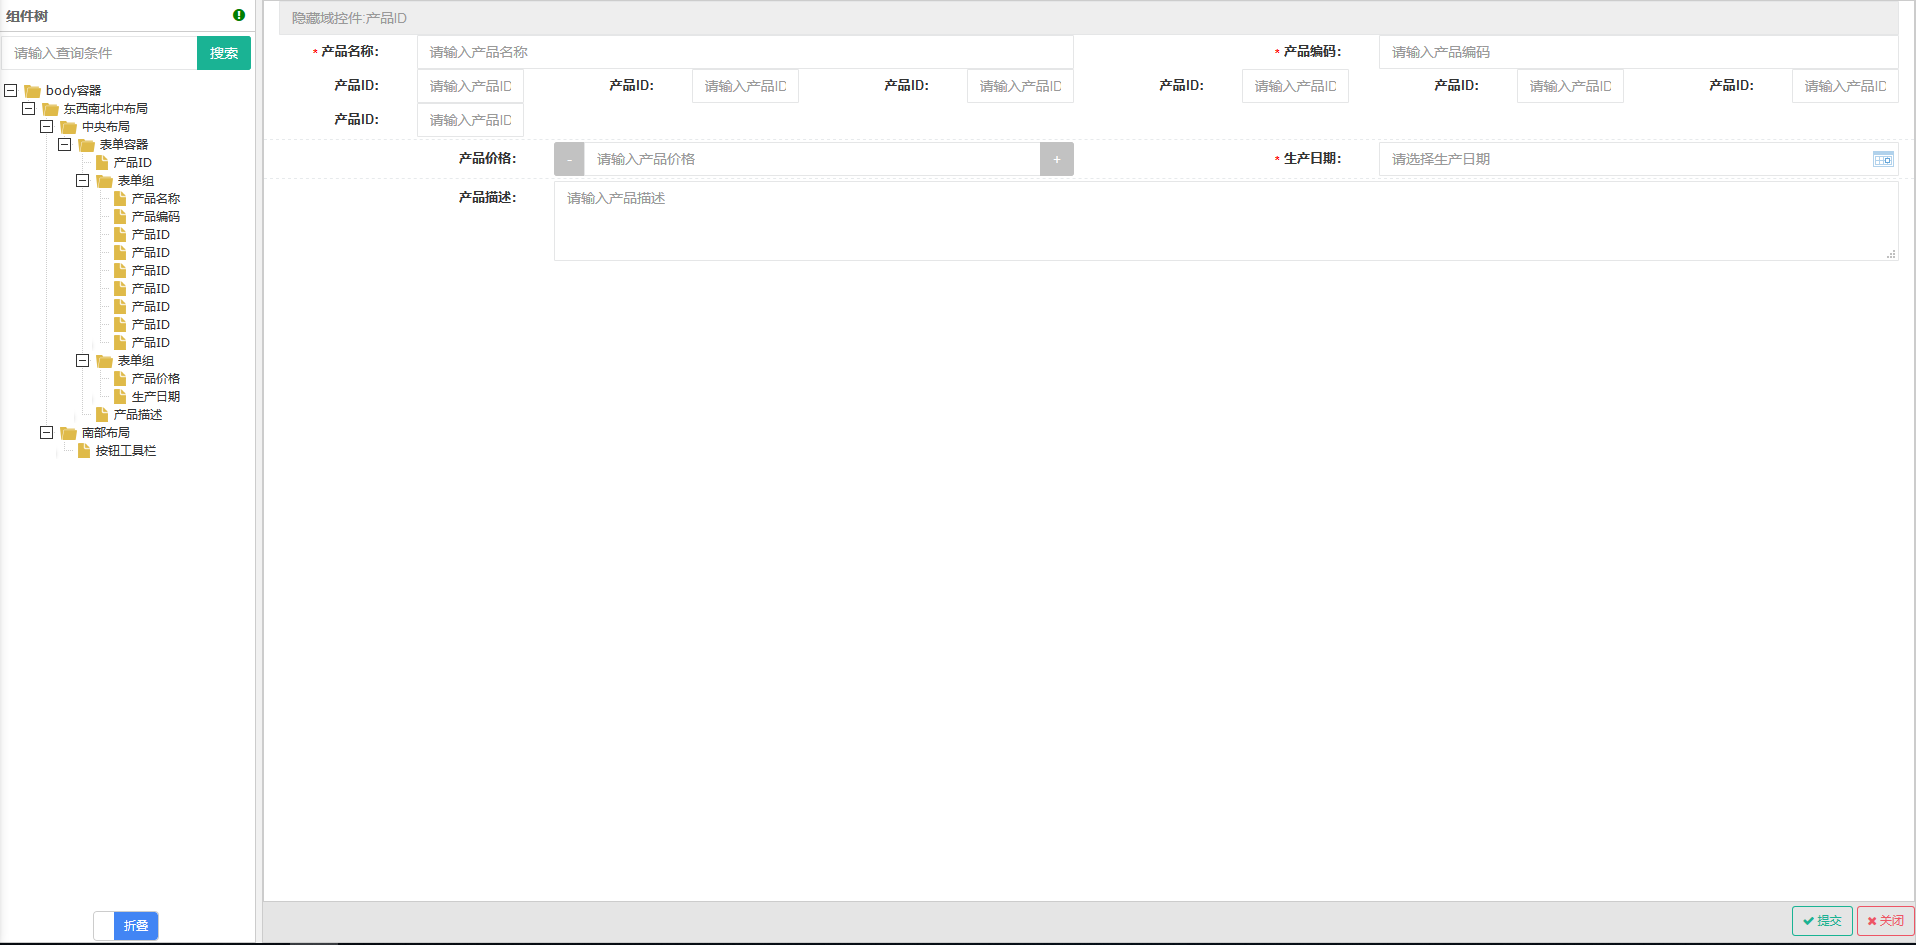 组件树
请输入查询条件 搜索
body容器
东西南北中布局
中央布局
表单容器
产品ID
表单组
产品名称
产品编码
产品ID
产品ID
产品ID
产品ID
产品ID
产品ID
产品ID
表单组
产品价格
生产日期
产品描述
南部布局
按钮工具栏
折叠
隐藏域控件:产品ID
* 产品名称: 请输入产品名称 * 产品编码: 请输入产品编码
产品ID: 请输入产品ID 产品ID: 请输入产品ID 产品ID: 请输入产品ID 产品ID: 请输入产品ID 产品ID: 请输入产品ID 产品ID: 请输入产品ID
产品ID: 请输入产品ID
产品价格: - 请输入产品价格 + * 生产日期: 请选择生产日期
产品描述: 请输入产品描述
提交 关闭